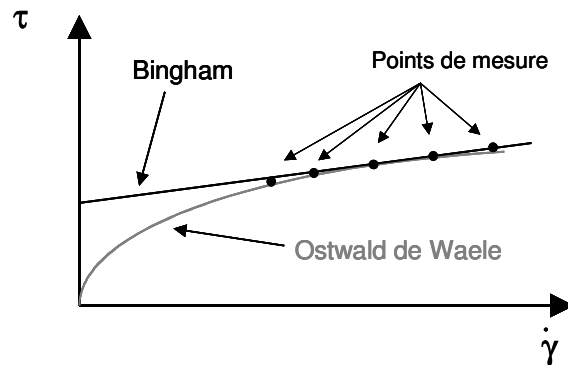 τ
Bingham
Points de mesure
Ostwald de Waele
γ̇